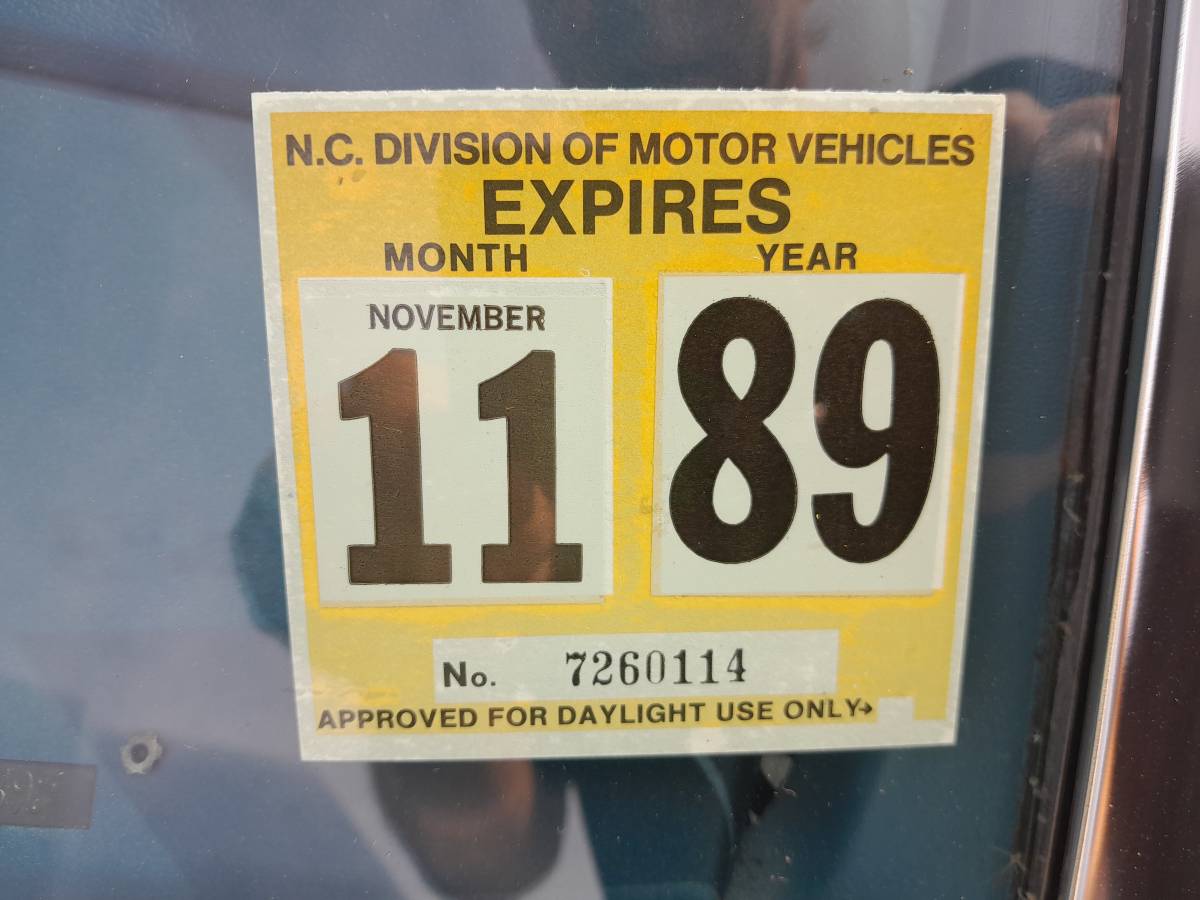 N.C. DIVISION OF MOTOR VEHICLES
EXPIRES
MONTH YEAR
NOVEMBER
11 89
No. 7260114
APPROVED FOR DAYLIGHT USE ONLY→